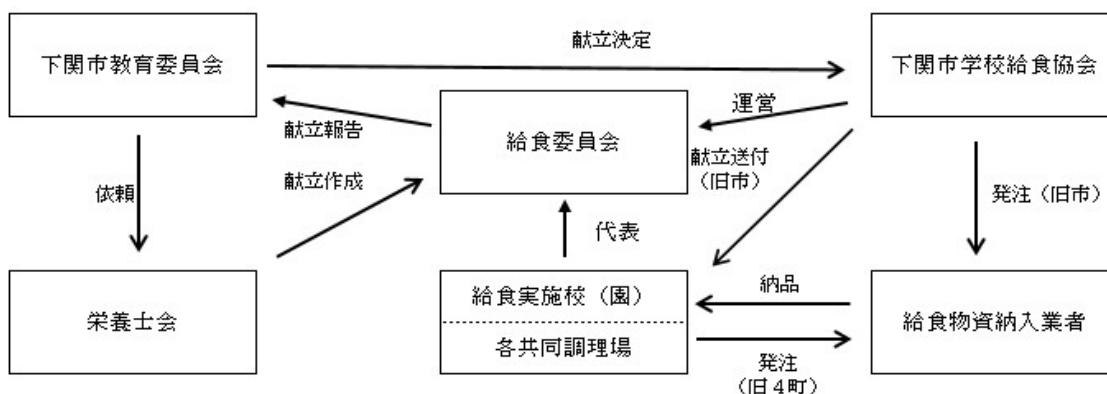 献立決定
下関市教育委員会
下関市学校給食協会
運営
献立報告
給食委員会
献立送付
(旧市)
献立作成
依頼
発注(旧市)
代表
納品
給食実施校(園)
栄養士会
給食物資納入業者
各共同調理場
発注
(旧4町)